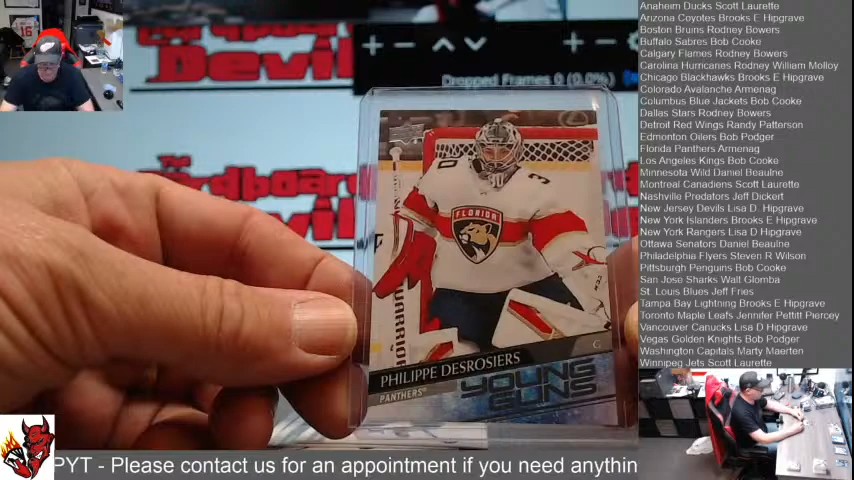 Anaheim Ducks Scott Laurette
Arizona Coyotes Brooks E Hipgrave
Boston Bruins Rodney Bowers
Buffalo Sabres Bob Cooke
Calgary Flames Rodney Bowers
Carolina Hurricanes Rodney William Molloy
Chicago Blackhawks Brooks E Hipgrave
Colorado Avalanche Armenag
Columbus Blue Jackets Bob Cooke
Dallas Stars Rodney Bowers
Detroit Red Wings Randy Patterson
Edmonton Oilers Bob Podger
Florida Panthers Armenag
Los Angeles Kings Bob Cooke
Minnesota Wild Daniel Beaulne
Montreal Canadiens Scott Laurette
Nashville Predators Jeff Dickert
New Jersey Devils Lisa D. Hipgrave
New York Islanders Brooks E Hipgrave
New York Rangers Lisa D Hipgrave
Ottawa Senators Daniel Beaulne
Philadelphia Flyers Steven R Wilson
Pittsburgh Penguins Bob Cooke
San Jose Sharks Walt Glomba
St. Louis Blues Jeff Fries
Tampa Bay Lightning Brooks E Hipgrave
Toronto Maple Leafs Jennifer Pettitt Piercey
Vancouver Canucks Lisa D Hipgrave
Vegas Golden Knights Bob Podger
Washington Capitals Marty Maerten
Winnipeg Jets Scott Laurette
Dropped Frames 0 (0.0%)
Devil
The
Cardboard
Devil
30
FLORIDA
WARRIOR
G
PHILIPPE DESROSIERS
PANTHERS
YOUNG
GUNS
PYT - Please contact us for an appointment if you need anythin